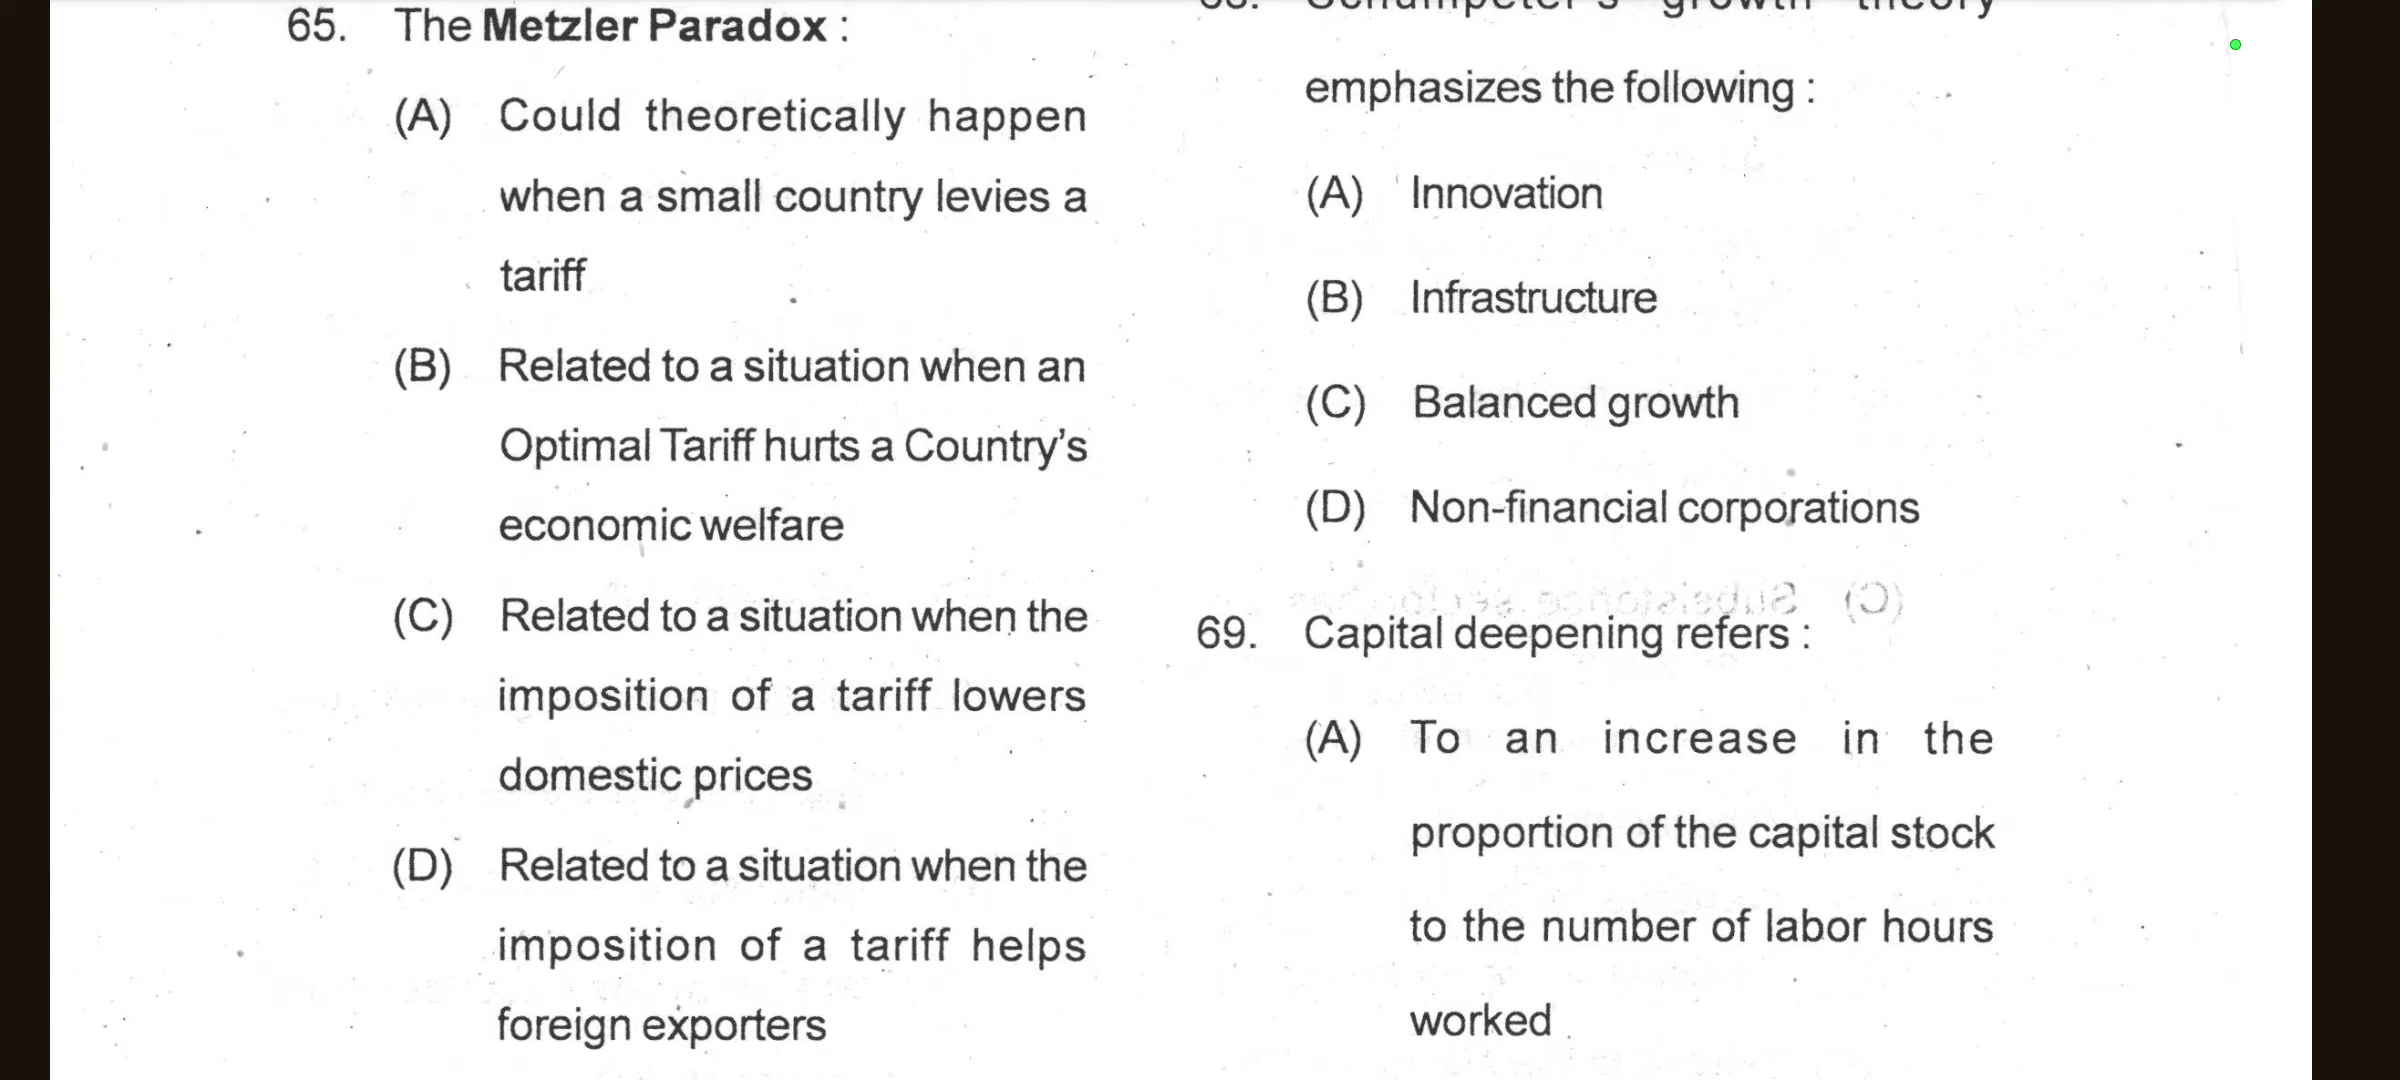 65. The Metzler Paradox :
(A) Could theoretically happen
when a small country levies a
tariff
(B) Related to a situation when an
Optimal Tariff hurts a Country's
economic welfare
(C) Related to a situation when the
imposition of a tariff lowers
domestic prices
(D) Related to a situation when the
imposition of a tariff helps
foreign exporters
growth theory
emphasizes the following :
(A) Innovation
(B) Infrastructure
(C) Balanced growth
(D) Non-financial corporations
69. Capital deepening refers :
(A) To an increase in the
proportion of the capital stock
to the number of labor hours
worked